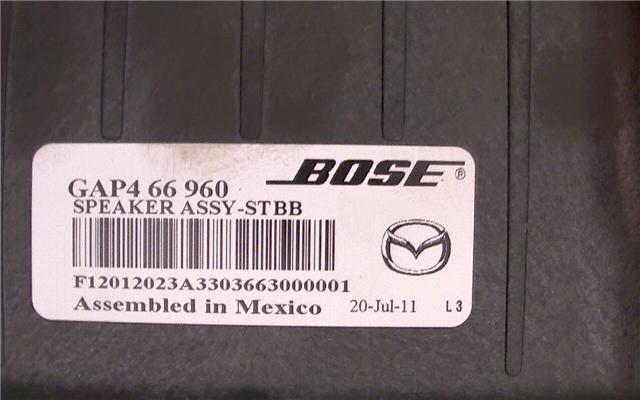 BOSE ®
GAP4 66 960
SPEAKER ASSY-STBB
F12012023A3303663000001
Assembled in Mexico 20-Jul-11 L3